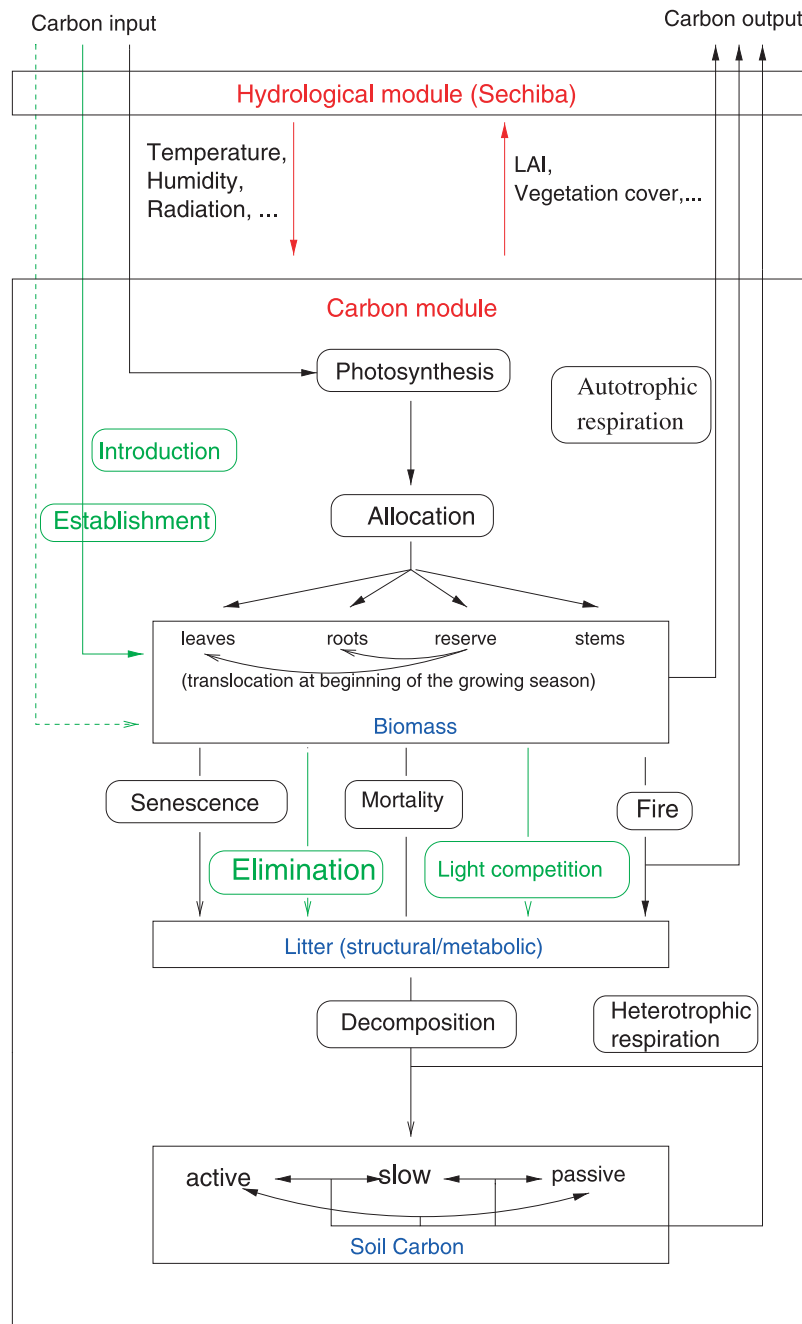 Carbon input
Carbon output
Hydrological module (Sechiba)
Temperature,
Humidity,
Radiation, ...
LAI,
Vegetation cover,...
Carbon module
Photosynthesis
Autotrophic
respiration
Introduction
Establishment
Allocation
leaves roots reserve stems
(translocation at beginning of the growing season)
Biomass
Senescence
Mortality
Fire
Elimination
Light competition
Litter (structural/metabolic)
Decomposition
Heterotrophic
respiration
active slow passive
Soil Carbon